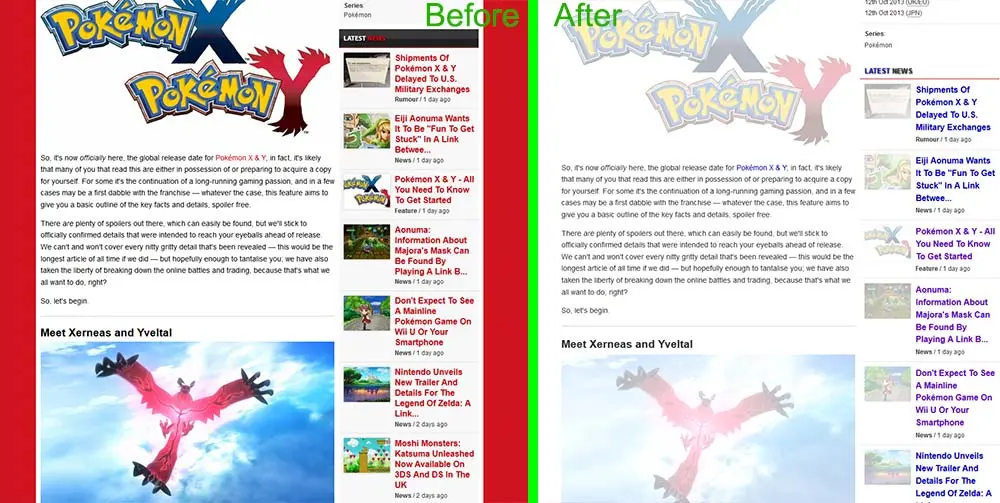 Before
POKÉMON X
POKÉMON Y
So, it's now officially here, the global release date for Pokémon X & Y, in fact, it's likely
that many of you that read this are either in possession of or preparing to acquire a copy
for yourself. For some it's the continuation of a long-running gaming passion, and in a few
cases may be a first dabble with the franchise — whatever the case, this feature aims to
give you a basic outline of the key facts and details, spoiler free.
There are plenty of spoilers out there, which can easily be found, but we'll stick to
officially confirmed details that were intended to reach your eyeballs ahead of release.
We can't and won't cover every nitty gritty detail that's been revealed — this would be the
longest article of all time if we did — but hopefully enough to tantalise you; we have also
taken the liberty of breaking down the online battles and trading, because that's what we
all want to do, right?
So, let's begin.
Meet Xerneas and Yveltal
Series:
Pokémon
LATEST NEWS
Shipments Of
Pokémon X & Y
Delayed To U.S.
Military Exchanges
Rumour / 1 day ago
Eiji Aonuma Wants
It To Be "Fun To Get
Stuck" In A Link
Betwee...
News / 1 day ago
Pokémon X & Y - All
You Need To Know
To Get Started
Feature / 1 day ago
Aonuma:
Information About
Majora's Mask Can
Be Found By
Playing A Link B...
News / 1 day ago
Don't Expect To See
A Mainline
Pokémon Game On
Wii U Or Your
Smartphone
News / 1 day ago
Nintendo Unveils
New Trailer And
Details For The
Legend Of Zelda: A
Link...
News / 2 days ago
Moshi Monsters:
Katsuma Unleashed
Now Available On
3DS And DS In The
UK
News / 2 days ago
After
POKÉMON X
POKÉMON Y
So, it's now officially here, the global release date for Pokémon X & Y, in fact, it's likely
that many of you that read this are either in possession of or preparing to acquire a copy
for yourself. For some it's the continuation of a long-running gaming passion, and in a few
cases may be a first dabble with the franchise — whatever the case, this feature aims to
give you a basic outline of the key facts and details, spoiler free.
There are plenty of spoilers out there, which can easily be found, but we'll stick to
officially confirmed details that were intended to reach your eyeballs ahead of release.
We can't and won't cover every nitty gritty detail that's been revealed — this would be the
longest article of all time if we did — but hopefully enough to tantalise you; we have also
taken the liberty of breaking down the online battles and trading, because that's what we
all want to do, right?
So, let's begin.
Meet Xerneas and Yveltal
12th Oct 2013 (UK/EU)
12th Oct 2013 (JPN)
Series:
Pokémon
LATEST NEWS
Shipments Of
Pokémon X & Y
Delayed To U.S.
Military Exchanges
Rumour / 1 day ago
Eiji Aonuma Wants
It To Be "Fun To Get
Stuck" In A Link
Betwee...
News / 1 day ago
Pokémon X & Y - All
You Need To Know
To Get Started
Feature / 1 day ago
Aonuma:
Information About
Majora's Mask Can
Be Found By
Playing A Link B...
News / 1 day ago
Don't Expect To See
A Mainline
Pokémon Game On
Wii U Or Your
Smartphone
News / 1 day ago
Nintendo Unveils
New Trailer And
Details For The
Legend Of Zelda: A